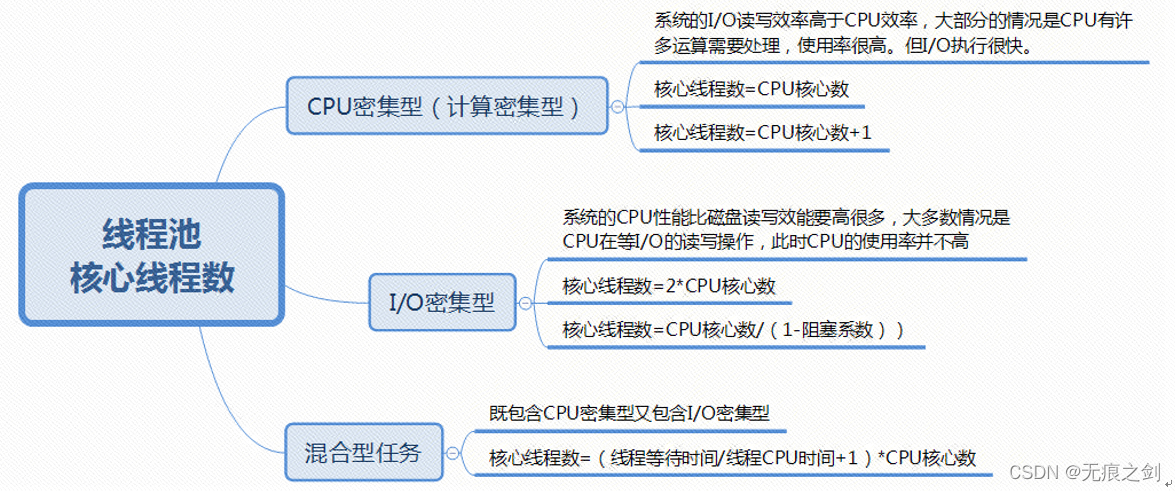 线程池
核心线程数
CPU密集型（计算密集型）
系统的I/O读写效率高于CPU效率，大部分的情况是CPU有许
多运算需要处理，使用率很高。但I/O执行很快。
核心线程数=CPU核心数
核心线程数=CPU核心数+1
I/O密集型
系统的CPU性能比磁盘读写效能要高很多，大多数情况是
CPU在等I/O的读写操作，此时CPU的使用率并不高
核心线程数=2*CPU核心数
核心线程数=CPU核心数/（1-阻塞系数））
混合型任务
既包含CPU密集型又包含I/O密集型
核心线程数=（线程等待时间/线程CPU时间+1）*CPU核心数
CSDN @无痕之剑